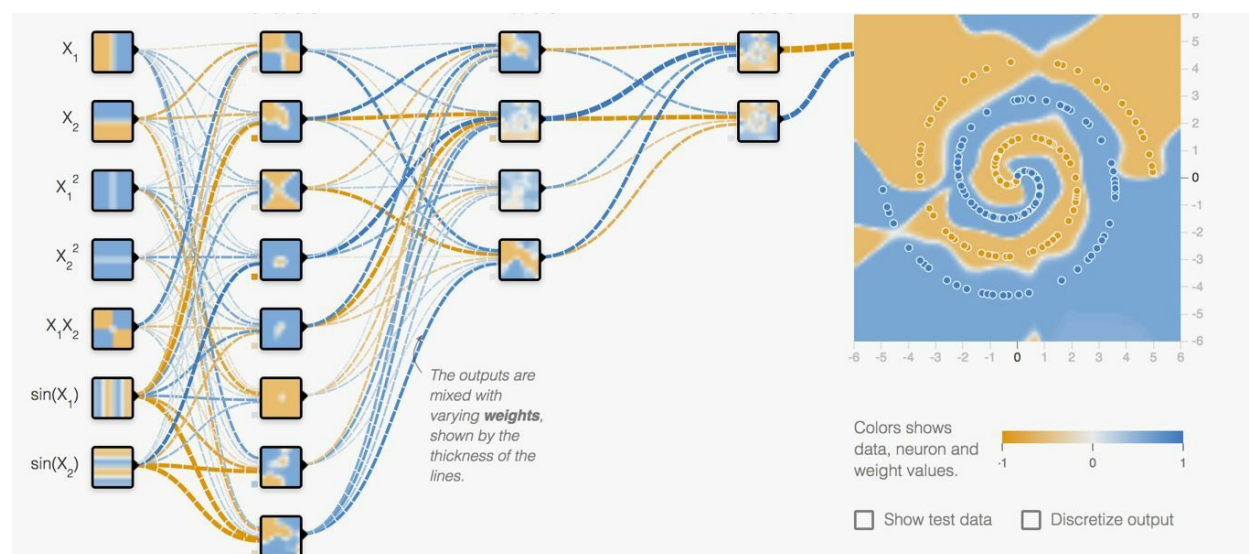 X1
X2
X1²
X2²
X1X2
sin(X1)
sin(X2)
The outputs are
mixed with
varying weights,
shown by the
thickness of the
lines.
6
5
4
3
2
1
0
-1
-2
-3
-4
-5
-6
-6 -5 -4 -3 -2 -1 0 1 2 3 4 5 6
Colors shows
data, neuron and
weight values.
-1 0 1
Show test data Discretize output